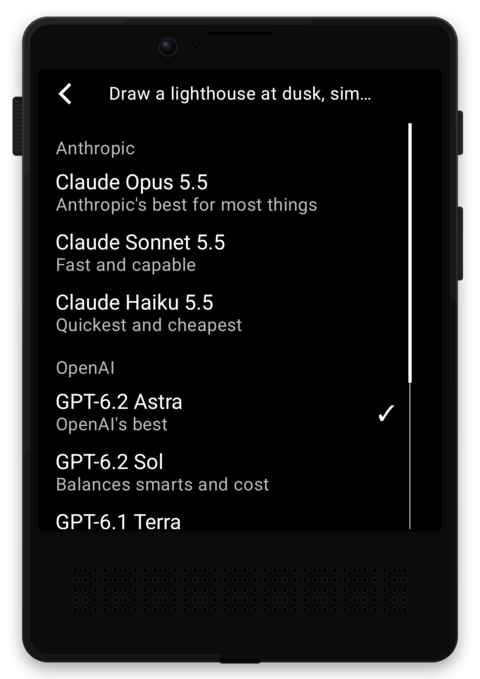 Draw a lighthouse at dusk, sim…
Anthropic
Claude Opus 5.5
Anthropic's best for most things
Claude Sonnet 5.5
Fast and capable
Claude Haiku 5.5
Quickest and cheapest
OpenAI
GPT-6.2 Astra
OpenAI's best
GPT-6.2 Sol
Balances smarts and cost
GPT-6.1 Terra